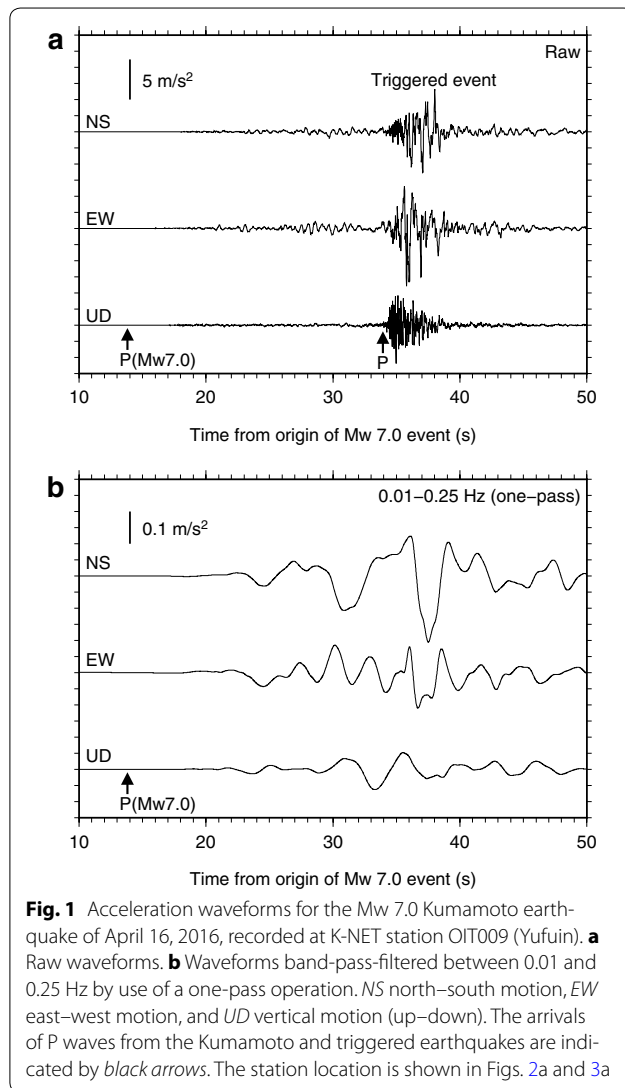 a
Raw
5 m/s²
Triggered event
NS
EW
UD
P(Mw7.0)
P
10 20 30 40 50
Time from origin of Mw 7.0 event (s)
b
0.01–0.25 Hz (one–pass)
0.1 m/s²
NS
EW
UD
P(Mw7.0)
10 20 30 40 50
Time from origin of Mw 7.0 event (s)
Fig. 1 Acceleration waveforms for the Mw 7.0 Kumamoto earth-
quake of April 16, 2016, recorded at K-NET station OIT009 (Yufuin). a
Raw waveforms. b Waveforms band-pass-filtered between 0.01 and
0.25 Hz by use of a one-pass operation. NS north–south motion, EW
east–west motion, and UD vertical motion (up–down). The arrivals
of P waves from the Kumamoto and triggered earthquakes are indi-
cated by black arrows. The station location is shown in Figs. 2a and 3a